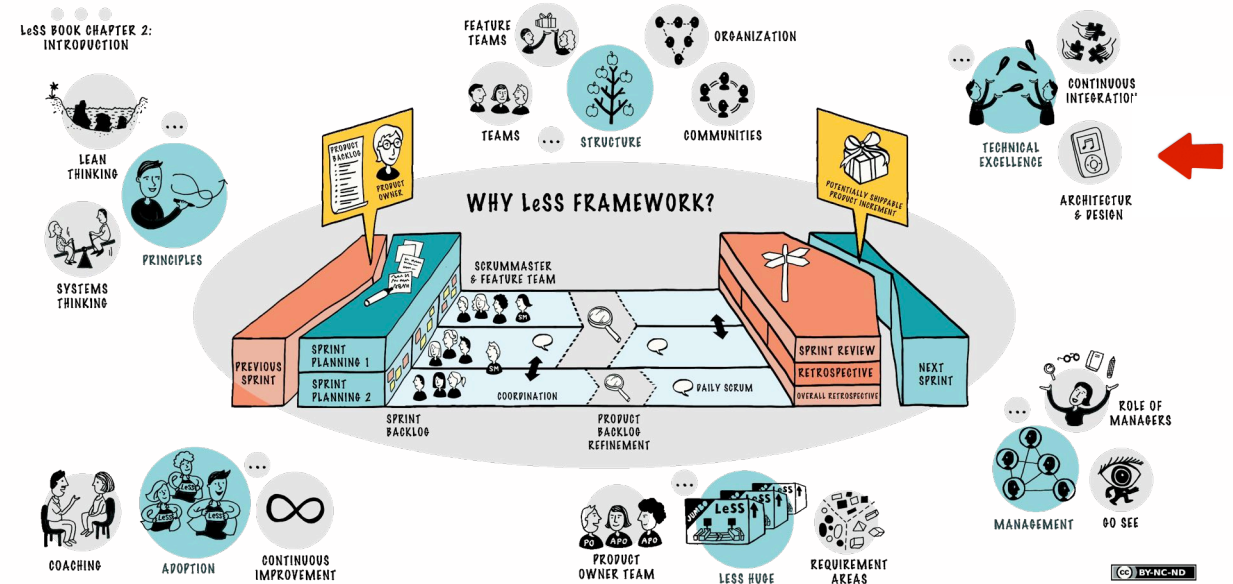 LeSS BOOK CHAPTER 2:
INTRODUCTION
FEATURE
TEAMS
ORGANIZATION
TEAMS
STRUCTURE
COMMUNITIES
CONTINUOUS
INTEGRATION
TECHNICAL
EXCELLENCE
ARCHITECTUR
& DESIGN
LEAN
THINKING
PRINCIPLES
SYSTEMS
THINKING
PRODUCT
BACKLOG
PRODUCT
OWNER
WHY LeSS FRAMEWORK?
POTENTIALLY SHIPPABLE
PRODUCT INCREMENT
SCRUMMASTER
& FEATURE TEAM
SM
SM
PREVIOUS
SPRINT
SPRINT
PLANNING 1
SPRINT
PLANNING 2
COORDINATION
DAILY SCRUM
SPRINT REVIEW
RETROSPECTIVE
OVERALL RETROSPECTIVE
NEXT
SPRINT
SPRINT
BACKLOG
PRODUCT
BACKLOG
REFINEMENT
ROLE OF
MANAGERS
MANAGEMENT
GO SEE
COACHING
LeSS
LeSS
LeSS
ADOPTION
CONTINUOUS
IMPROVEMENT
PO
APO
APO
PRODUCT
OWNER TEAM
JUMBO
LeSS
LeSS
LeSS
LESS HUGE
REQUIREMENT
AREAS
cc BY-NC-ND